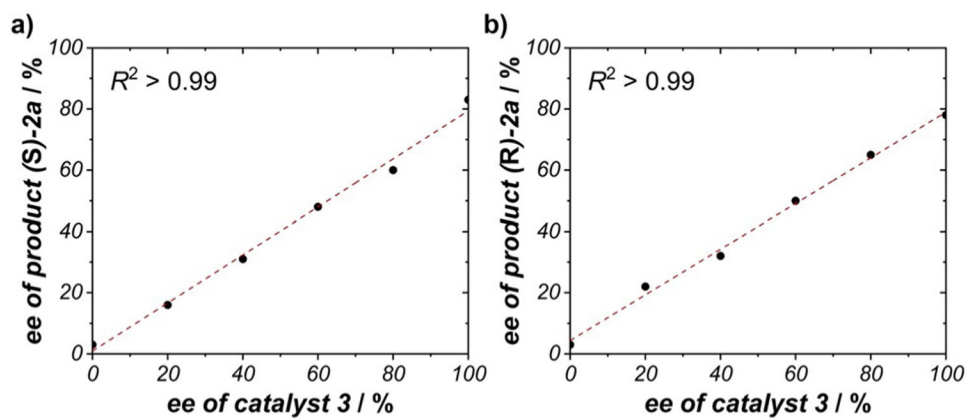 a)
R² > 0.99
ee of product (S)-2a / %
100
80
60
40
20
0
0 20 40 60 80 100
ee of catalyst 3 / %
b)
R² > 0.99
ee of product (R)-2a / %
100
80
60
40
20
0
0 20 40 60 80 100
ee of catalyst 3 / %